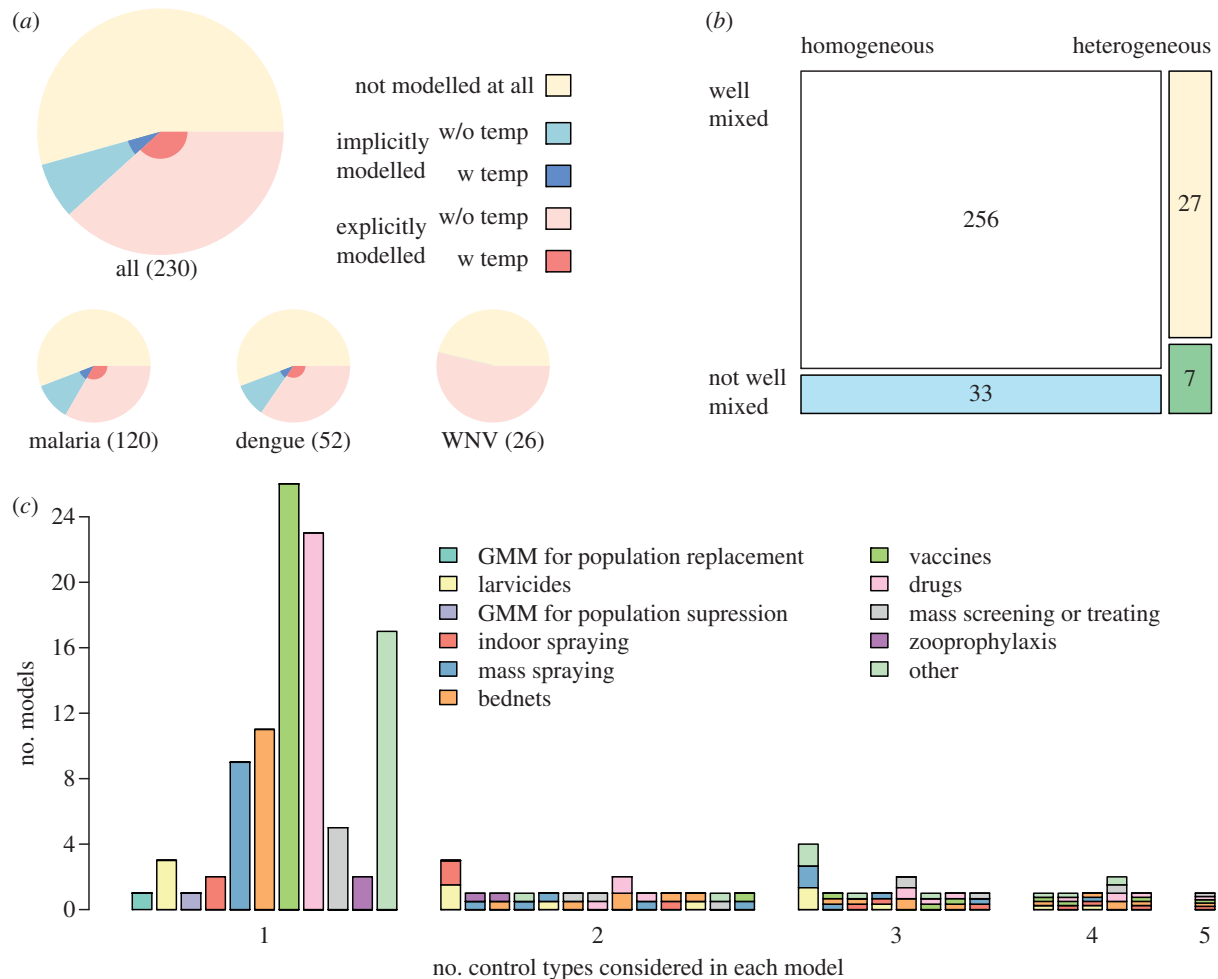 (a)
not modelled at all
implicitly
modelled
w/o temp
w temp
explicitly
modelled
w/o temp
w temp
all (230)
malaria (120)
dengue (52)
WNV (26)
(b)
homogeneous
heterogeneous
well
mixed
256
27
not well
mixed
33
7
(c)
no. models
24
20
16
12
8
4
0
GMM for population replacement
larvicides
GMM for population supression
indoor spraying
mass spraying
bednets
vaccines
drugs
mass screening or treating
zooprophylaxis
other
1
2
3
4
5
no. control types considered in each model